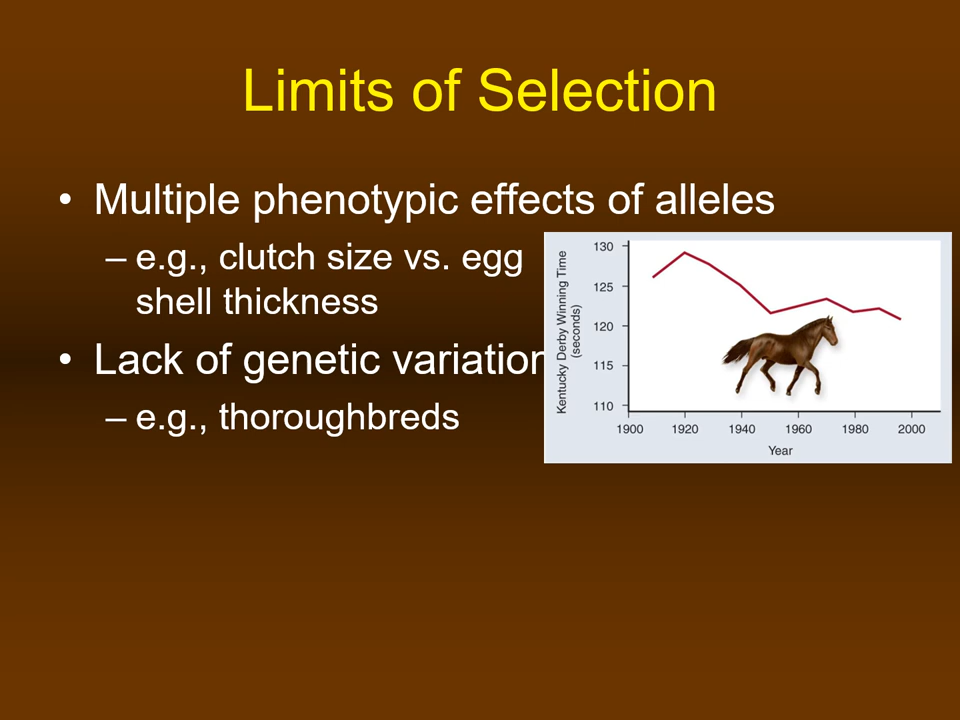 Limits of Selection
• Multiple phenotypic effects of alleles
– e.g., clutch size vs. egg
shell thickness
• Lack of genetic variation
– e.g., thoroughbreds
Kentucky Derby Winning Time
(seconds)
130
125
120
115
110
1900 1920 1940 1960 1980 2000
Year